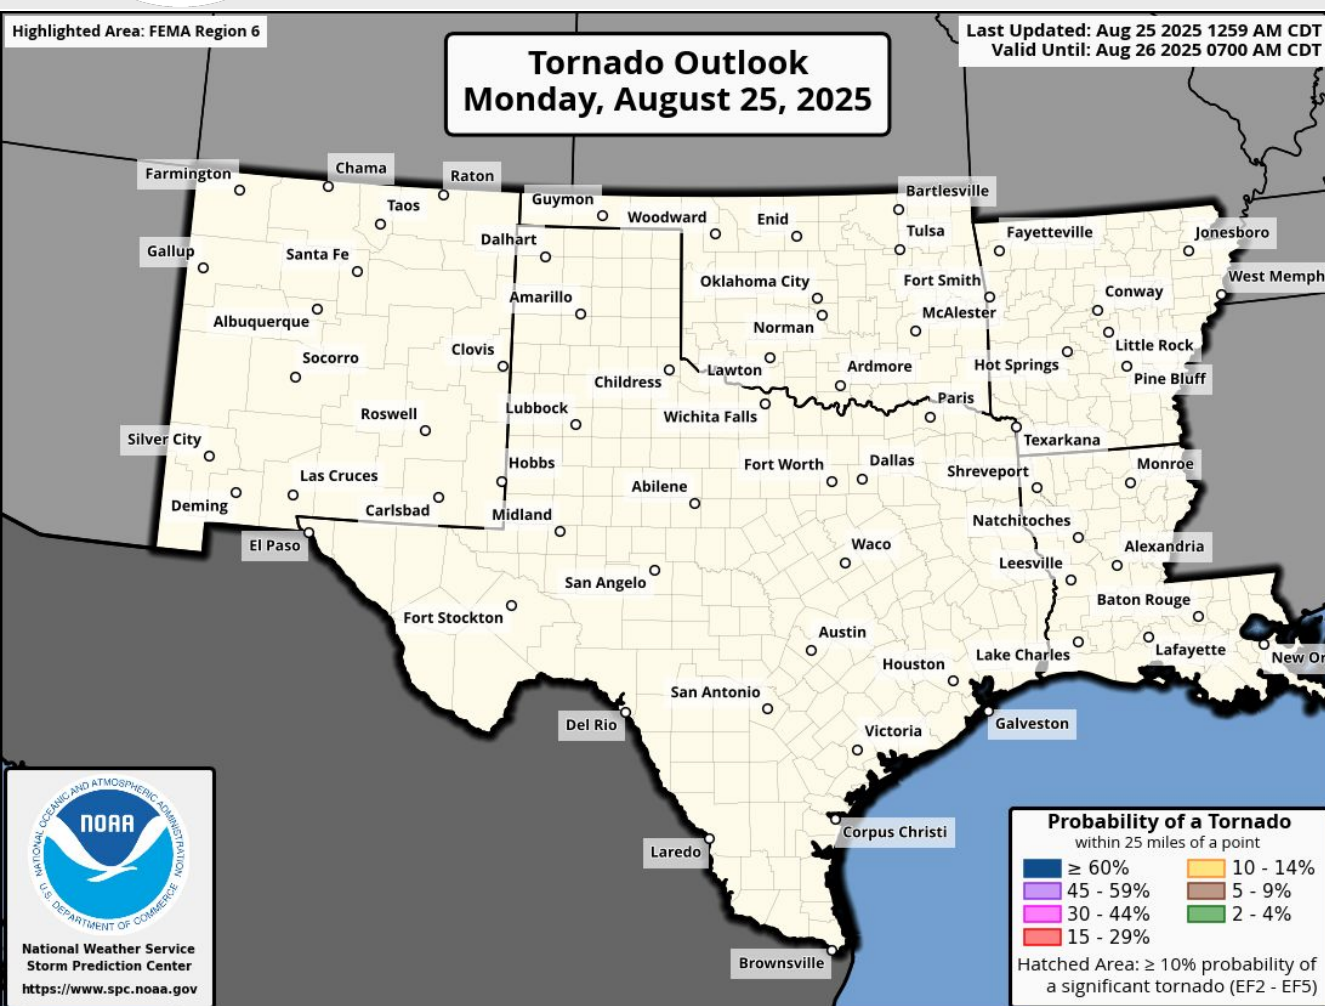 Highlighted Area: FEMA Region 6
Last Updated: Aug 25 2025 1259 AM CDT
Valid Until: Aug 26 2025 0700 AM CDT
Tornado Outlook
Monday, August 25, 2025
Farmington
Chama
Raton
Taos
Guymon
Woodward
Enid
Bartlesville
Tulsa
Fayetteville
Jonesboro
Gallup
Santa Fe
Dalhart
Oklahoma City
Fort Smith
West Memph
Conway
Amarillo
McAlester
Albuquerque
Norman
Little Rock
Socorro
Clovis
Childress
Lawton
Ardmore
Hot Springs
Pine Bluff
Roswell
Lubbock
Wichita Falls
Paris
Silver City
Texarkana
Las Cruces
Hobbs
Fort Worth
Dallas
Shreveport
Monroe
Deming
Carlsbad
Midland
Abilene
Natchitoches
El Paso
Waco
Leesville
Alexandria
San Angelo
Baton Rouge
Fort Stockton
Austin
Houston
Lake Charles
Lafayette
New Or
San Antonio
Del Rio
Victoria
Galveston
Corpus Christi
Laredo
Brownsville
NATIONAL OCEANIC AND ATMOSPHERIC ADMINISTRATION
NOAA
U.S. DEPARTMENT OF COMMERCE
National Weather Service
Storm Prediction Center
https://www.spc.noaa.gov
Probability of a Tornado
within 25 miles of a point
≥ 60%
45 - 59%
30 - 44%
15 - 29%
10 - 14%
5 - 9%
2 - 4%
Hatched Area: ≥ 10% probability of
a significant tornado (EF2 - EF5)